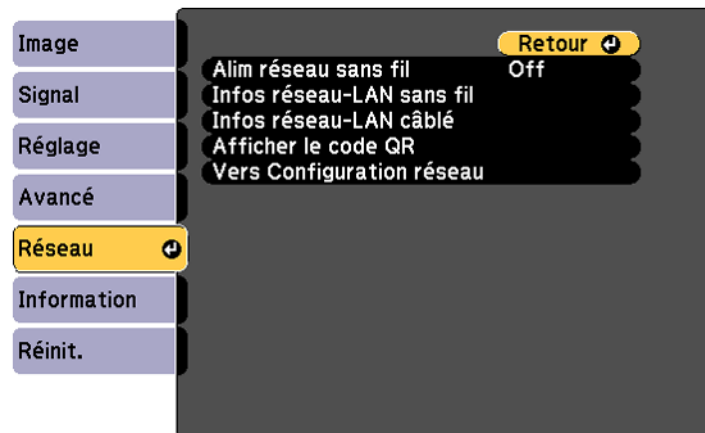 Image
Signal
Réglage
Avancé
Réseau
Information
Réinit.
Retour
Alim réseau sans fil Off
Infos réseau-LAN sans fil
Infos réseau-LAN câblé
Afficher le code QR
Vers Configuration réseau